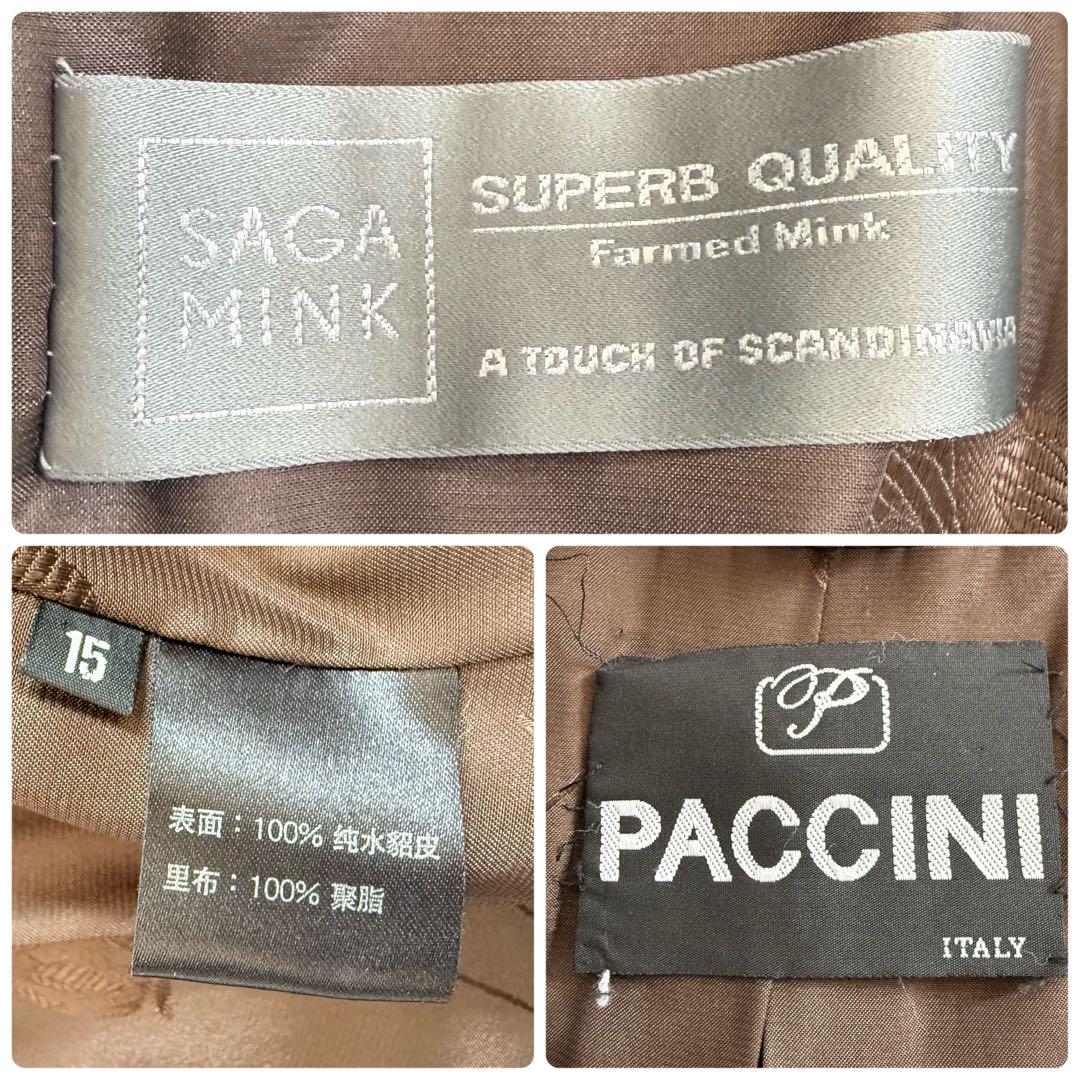 SAGA
MINK
SUPERB QUALITY
Farmed Mink
A TOUCH OF SCANDINAVIA
15
表面：100% 纯水貂皮
里布：100% 聚脂
P
PACCINI
ITALY